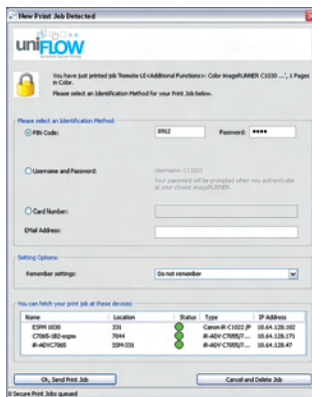 New Print Job Detected
uniFLOW
You have just printed job 'Remote UI<Additional Functions>: Color imageRUNNER C1030 ...', 1 Pages
in Color.
Please select an Identification Method for your Print Job below.
Please select an Identification Method:
PIN Code:
8912
Password:
••••
Username and Password:
Username: C11023
Your password will be prompted when you authenticate
at your closest imageRUNNER.
Card Number:
EMail Address:
Setting Options:
Remember settings:
Do not remember
You can fetch your print job at these devices:
Name Location Status Type IP Address
ESPM 1030 331 Canon iR C1022 JP 10.64.128.102
C7065-182-espm 7044 iR-ADV C7055/7... 10.64.128.171
iR-ADVC7065 SSM-331 iR-ADV C7055/7... 10.64.128.47
Ok, Send Print Job
Cancel and Delete Job
0 Secure Print Jobs queued